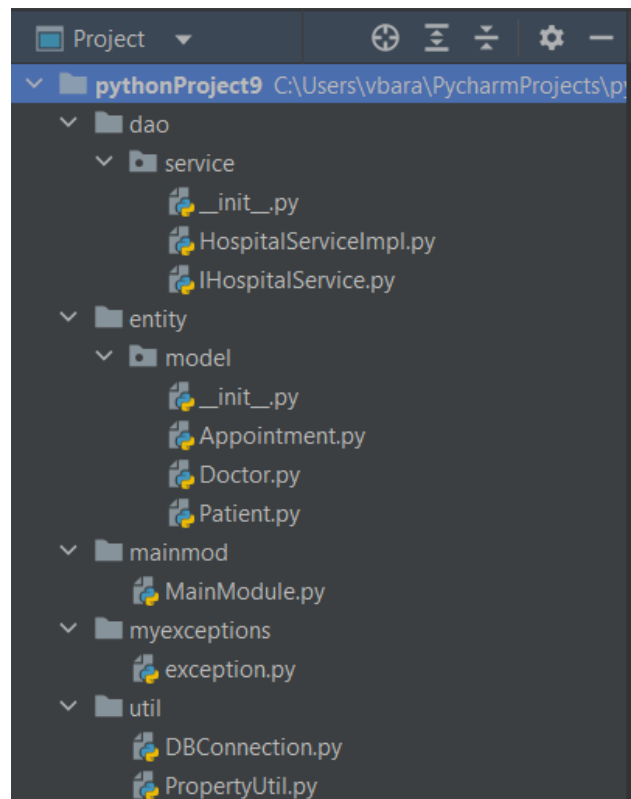 Project
pythonProject9 C:\Users\vbara\PycharmProjects\py
dao
service
__init__.py
HospitalServiceImpl.py
IHospitalService.py
entity
model
__init__.py
Appointment.py
Doctor.py
Patient.py
mainmod
MainModule.py
myexceptions
exception.py
util
DBConnection.py
PropertyUtil.py